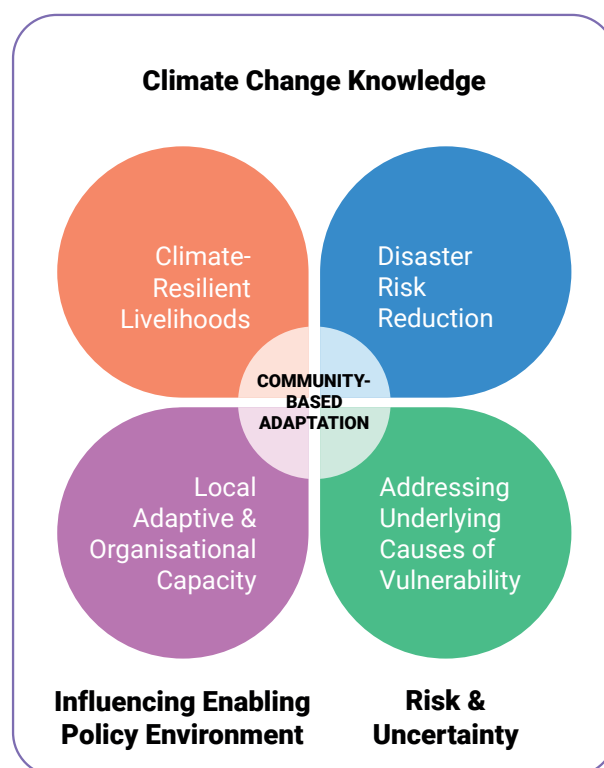 Climate Change Knowledge
Climate-
Resilient
Livelihoods
Disaster
Risk
Reduction
COMMUNITY-
BASED
ADAPTATION
Local
Adaptive &
Organisational
Capacity
Addressing
Underlying
Causes of
Vulnerability
Influencing Enabling
Policy Environment
Risk &
Uncertainty